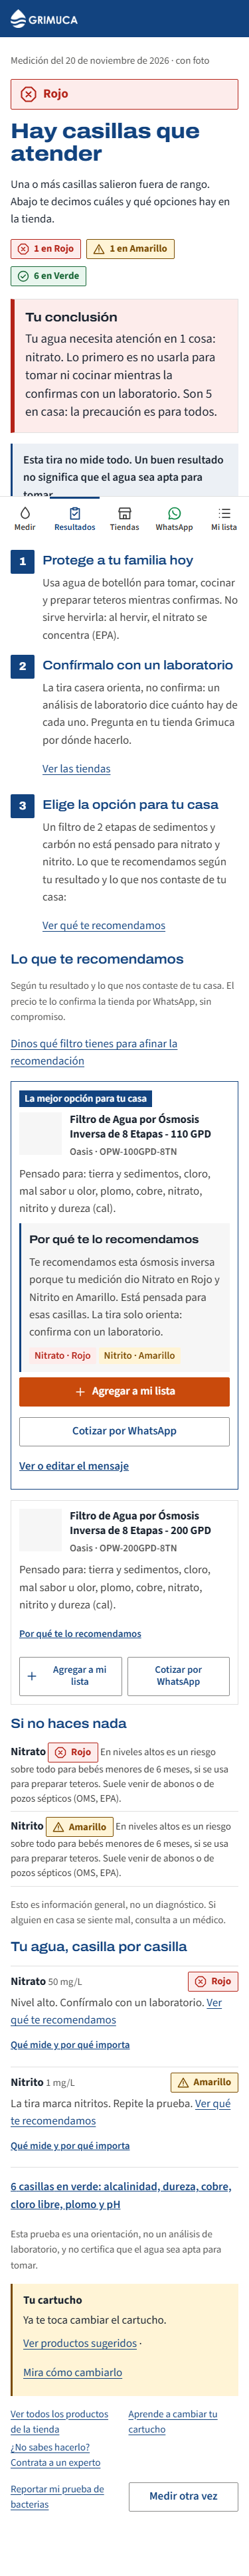 GRIMUCA
Medición del 20 de noviembre de 2026 · con foto
Rojo
Hay casillas que
atender
Una o más casillas salieron fuera de rango.
Abajo te decimos cuáles y qué opciones hay en
la tienda.
1 en Rojo
1 en Amarillo
6 en Verde
Tu conclusión
Tu agua necesita atención en 1 cosa:
nitrato. Lo primero es no usarla para
tomar ni cocinar mientras la
confirmas con un laboratorio. Son 5
en casa: la precaución es para todos.
Esta tira no mide todo. Un buen resultado
no significa que el agua sea apta para
tomar.
Medir
Resultados
Tiendas
WhatsApp
Mi lista
1
Protege a tu familia hoy
Usa agua de botellón para tomar, cocinar
y preparar teteros mientras confirmas. No
sirve hervirla: al hervir, el nitrato se
concentra (EPA).
2
Confírmalo con un laboratorio
La tira casera orienta, no confirma: un
análisis de laboratorio dice cuánto hay de
cada uno. Pregunta en tu tienda Grimuca
por dónde hacerlo.
Ver las tiendas
3
Elige la opción para tu casa
Un filtro de 2 etapas de sedimentos y
carbón no está pensado para nitrato y
nitrito. Lo que te recomendamos según
tu resultado y lo que nos contaste de tu
casa:
Ver qué te recomendamos
Lo que te recomendamos
Según tu resultado y lo que nos contaste de tu casa. El
precio te lo confirma la tienda por WhatsApp, sin
compromiso.
Dinos qué filtro tienes para afinar la
recomendación
La mejor opción para tu casa
Filtro de Agua por Ósmosis
Inversa de 8 Etapas - 110 GPD
Oasis · OPW-100GPD-8TN
Pensado para: tierra y sedimentos, cloro,
mal sabor u olor, plomo, cobre, nitrato,
nitrito y dureza (cal).
Por qué te lo recomendamos
Te recomendamos esta ósmosis inversa
porque tu medición dio Nitrato en Rojo y
Nitrito en Amarillo. Está pensada para
esas casillas. La tira solo orienta:
confirma con un laboratorio.
Nitrato · Rojo
Nitrito · Amarillo
Agregar a mi lista
Cotizar por WhatsApp
Ver o editar el mensaje
Filtro de Agua por Ósmosis
Inversa de 8 Etapas - 200 GPD
Oasis · OPW-200GPD-8TN
Pensado para: tierra y sedimentos, cloro,
mal sabor u olor, plomo, cobre, nitrato,
nitrito y dureza (cal).
Por qué te lo recomendamos
Agregar a mi
lista
Cotizar por
WhatsApp
Si no haces nada
Nitrato Rojo En niveles altos es un riesgo
sobre todo para bebés menores de 6 meses, si se usa
para preparar teteros. Suele venir de abonos o de
pozos sépticos (OMS, EPA).
Nitrito Amarillo En niveles altos es un riesgo
sobre todo para bebés menores de 6 meses, si se usa
para preparar teteros. Suele venir de abonos o de
pozos sépticos (OMS, EPA).
Esto es información general, no un diagnóstico. Si
alguien en casa se siente mal, consulta a un médico.
Tu agua, casilla por casilla
Nitrato 50 mg/L
Rojo
Nivel alto. Confírmalo con un laboratorio. Ver
qué te recomendamos
Qué mide y por qué importa
Nitrito 1 mg/L
Amarillo
La tira marca nitritos. Repite la prueba. Ver qué
te recomendamos
Qué mide y por qué importa
6 casillas en verde: alcalinidad, dureza, cobre,
cloro libre, plomo y pH
Esta prueba es una orientación, no un análisis de
laboratorio, y no certifica que el agua sea apta para
tomar.
Tu cartucho
Ya te toca cambiar el cartucho.
Ver productos sugeridos ·
Mira cómo cambiarlo
Ver todos los productos
de la tienda
Aprende a cambiar tu
cartucho
¿No sabes hacerlo?
Contrata a un experto
Reportar mi prueba de
bacterias
Medir otra vez